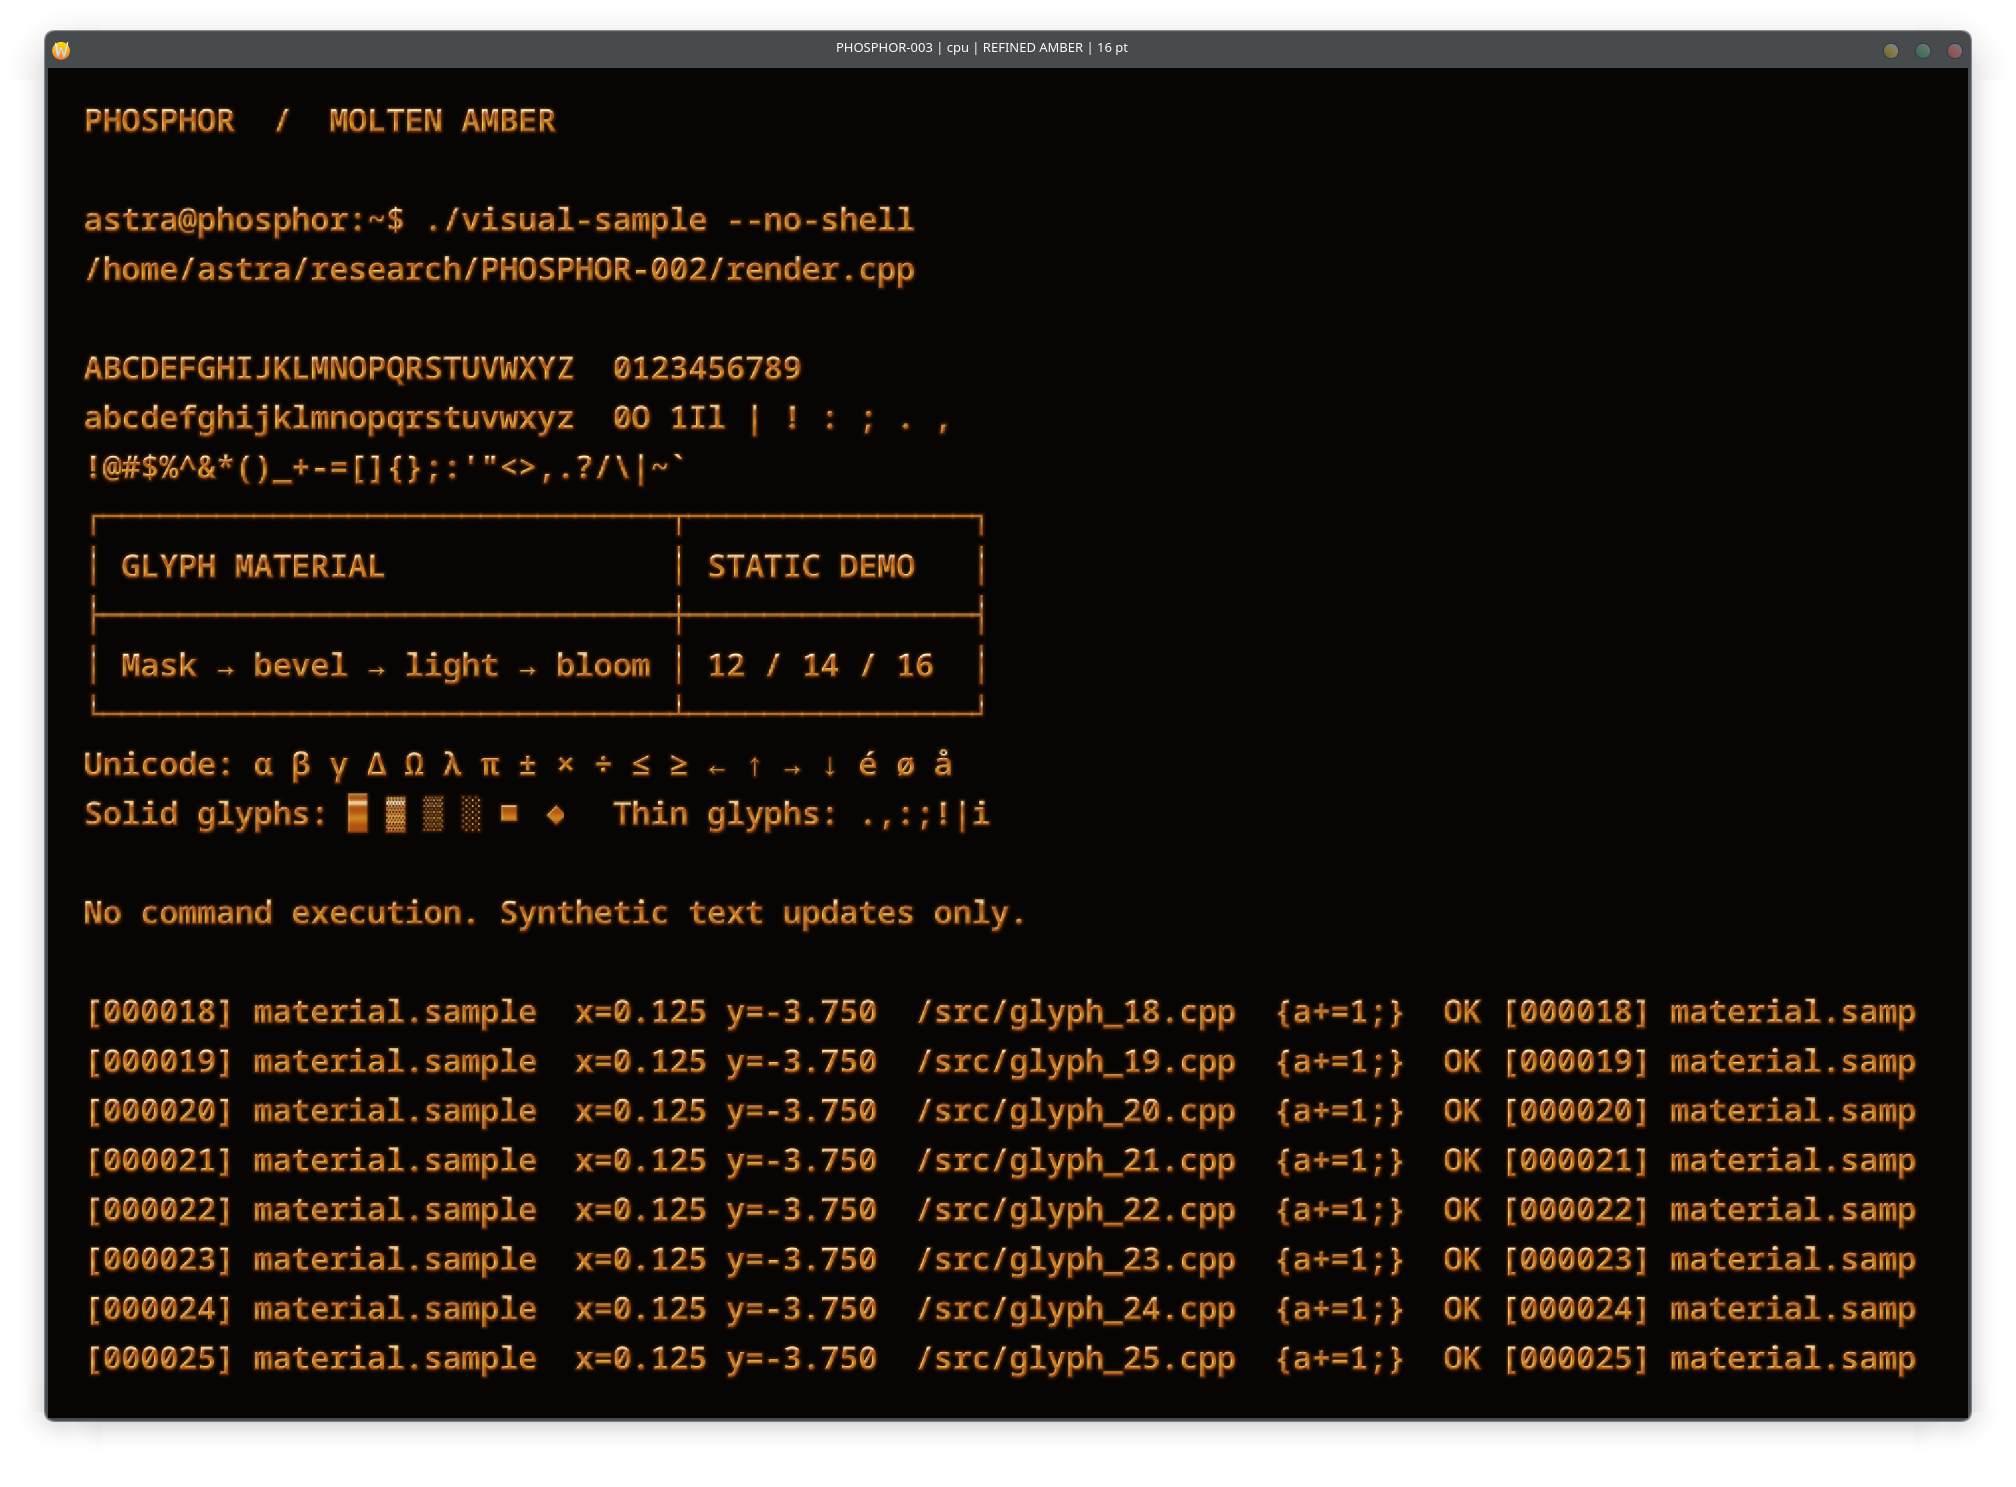 PHOSPHOR-003 | cpu | REFINED AMBER | 16 pt
PHOSPHOR  /  MOLTEN AMBER
astra@phosphor:~$ ./visual-sample --no-shell
/home/astra/research/PHOSPHOR-002/render.cpp
ABCDEFGHIJKLMNOPQRSTUVWXYZ  0123456789
abcdefghijklmnopqrstuvwxyz  0O 1Il | ! : ; . ,
!@#$%^&*()_+-=[]{};:'"<>,.?/\|~`
┌──────────────────────────────┬───────────────┐
│ GLYPH MATERIAL               │ STATIC DEMO   │
├──────────────────────────────┼───────────────┤
│ Mask → bevel → light → bloom │ 12 / 14 / 16  │
└──────────────────────────────┴───────────────┘
Unicode: α β γ Δ Ω λ π ± × ÷ ≤ ≥ ← ↑ → ↓ é ø å
Solid glyphs: █ ▓ ▒ ░ ■ ◆  Thin glyphs: .,:;!|i
No command execution. Synthetic text updates only.
[000018] material.sample  x=0.125 y=-3.750  /src/glyph_18.cpp  {a+=1;}  OK [000018] material.samp
[000019] material.sample  x=0.125 y=-3.750  /src/glyph_19.cpp  {a+=1;}  OK [000019] material.samp
[000020] material.sample  x=0.125 y=-3.750  /src/glyph_20.cpp  {a+=1;}  OK [000020] material.samp
[000021] material.sample  x=0.125 y=-3.750  /src/glyph_21.cpp  {a+=1;}  OK [000021] material.samp
[000022] material.sample  x=0.125 y=-3.750  /src/glyph_22.cpp  {a+=1;}  OK [000022] material.samp
[000023] material.sample  x=0.125 y=-3.750  /src/glyph_23.cpp  {a+=1;}  OK [000023] material.samp
[000024] material.sample  x=0.125 y=-3.750  /src/glyph_24.cpp  {a+=1;}  OK [000024] material.samp
[000025] material.sample  x=0.125 y=-3.750  /src/glyph_25.cpp  {a+=1;}  OK [000025] material.samp